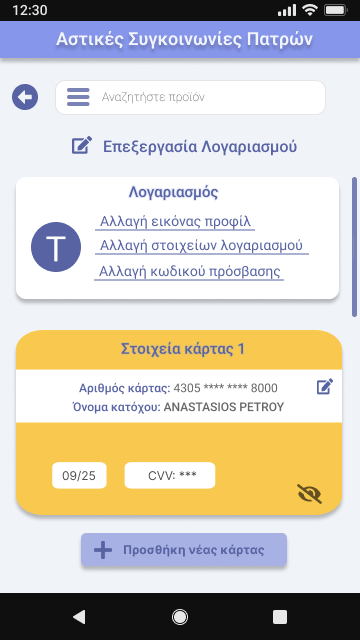 12:30
Αστικές Συγκοινωνίες Πατρών
Αναζητήστε προϊόν
Επεξεργασία Λογαριασμού
Λογαριασμός
T
Αλλαγή εικόνας προφίλ
Αλλαγή στοιχείων λογαριασμού
Αλλαγή κωδικού πρόσβασης
Στοιχεία κάρτας 1
Αριθμός κάρτας: 4305 **** **** 8000
Όνομα κατόχου: ANASTASIOS PETROY
09/25 CVV: ***
Προσθήκη νέας κάρτας